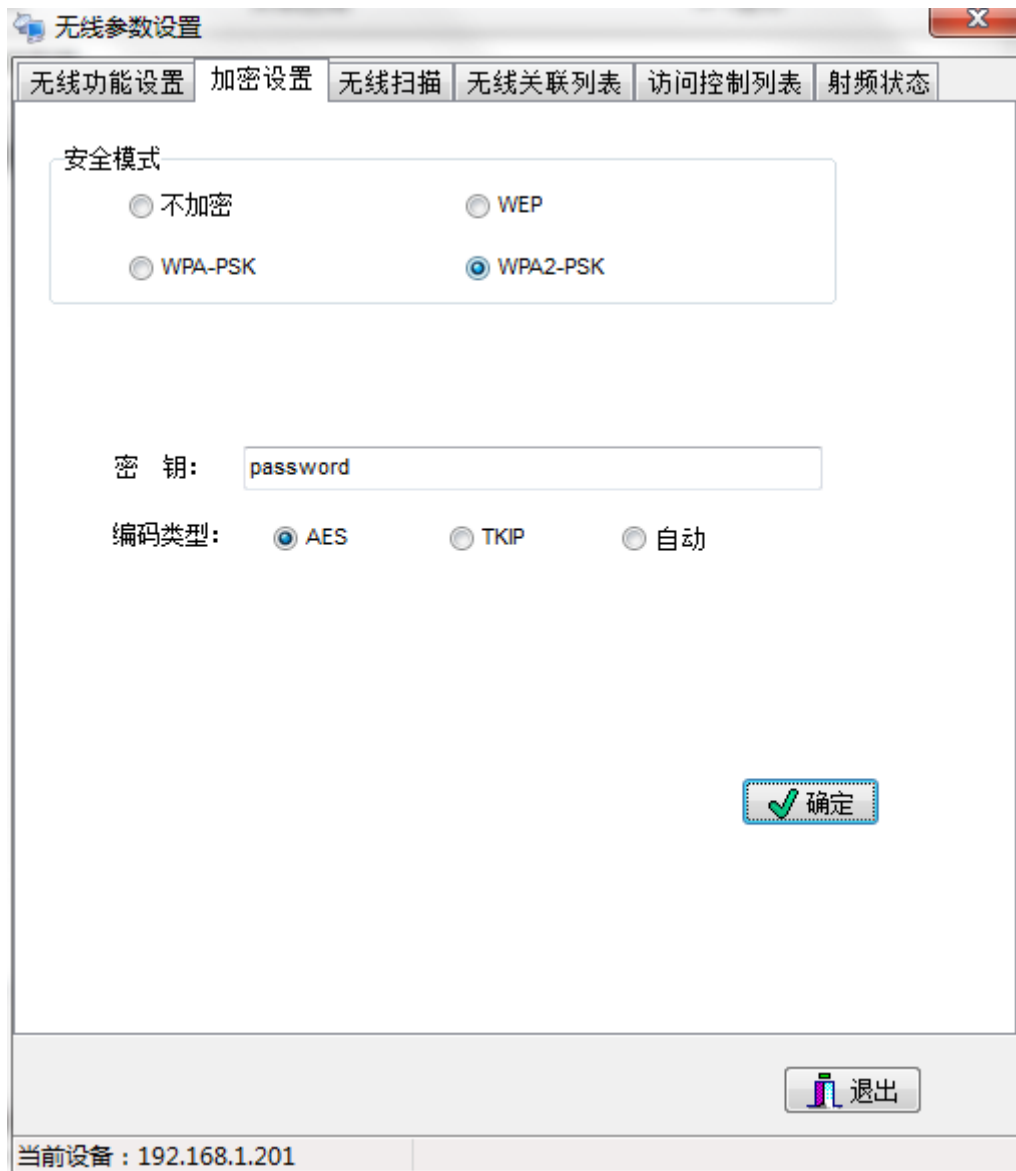 无线参数设置
无线功能设置 加密设置 无线扫描 无线关联列表 访问控制列表 射频状态
安全模式
不加密 WEP
WPA-PSK WPA2-PSK
密 钥： password
编码类型： AES TKIP 自动
确定
退出
当前设备：192.168.1.201